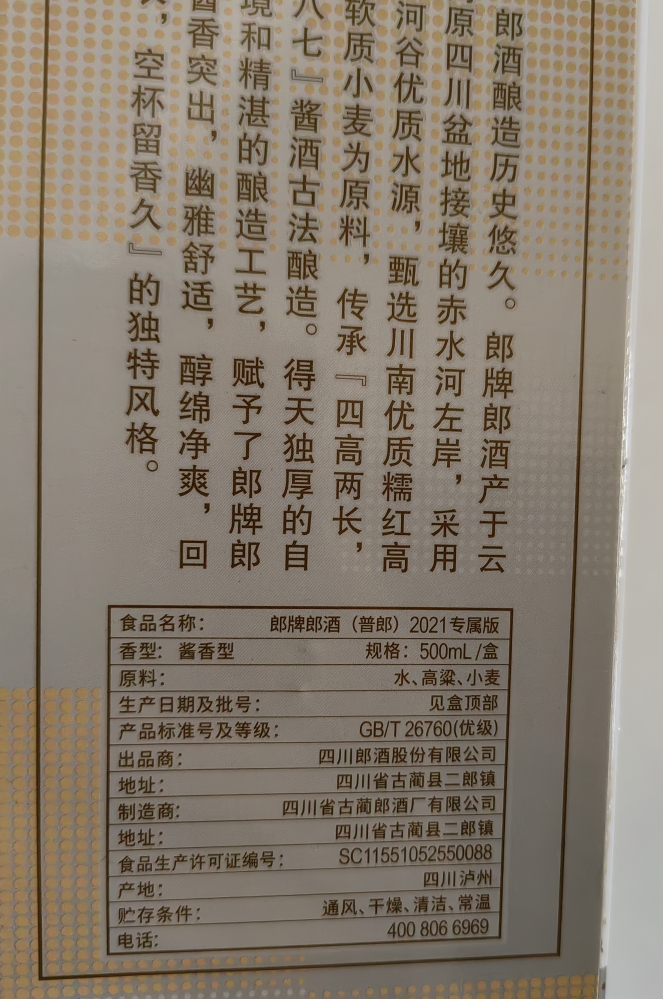 郎酒酿造历史悠久。郎牌郎酒产于云
原四川盆地接壤的赤水河左岸，采用
河谷优质水源，甄选川南优质糯红高
软质小麦为原料，传承『四高两长，
八七』酱酒古法酿造。得天独厚的自
境和精湛的酿造工艺，赋予了郎牌郎
酱香突出，幽雅舒适，醇绵净爽，回
，空杯留香久』的独特风格。
食品名称： 郎牌郎酒（普郎）2021专属版
香型：酱香型 规格：500mL/盒
原料： 水、高粱、小麦
生产日期及批号： 见盒顶部
产品标准号及等级： GB/T 26760(优级)
出品商： 四川郎酒股份有限公司
地址： 四川省古蔺县二郎镇
制造商： 四川省古蔺郎酒厂有限公司
地址： 四川省古蔺县二郎镇
食品生产许可证编号： SC11551052550088
产地： 四川泸州
贮存条件： 通风、干燥、清洁、常温
电话： 400 806 6969